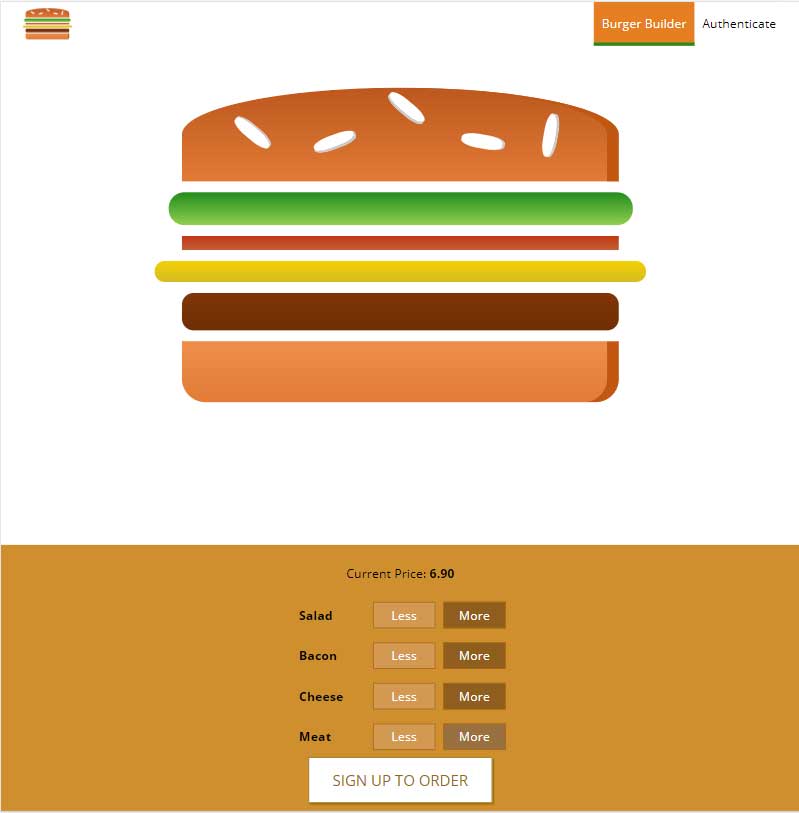 Burger Builder Authenticate
Current Price: 6.90
Salad Less More
Bacon Less More
Cheese Less More
Meat Less More
SIGN UP TO ORDER